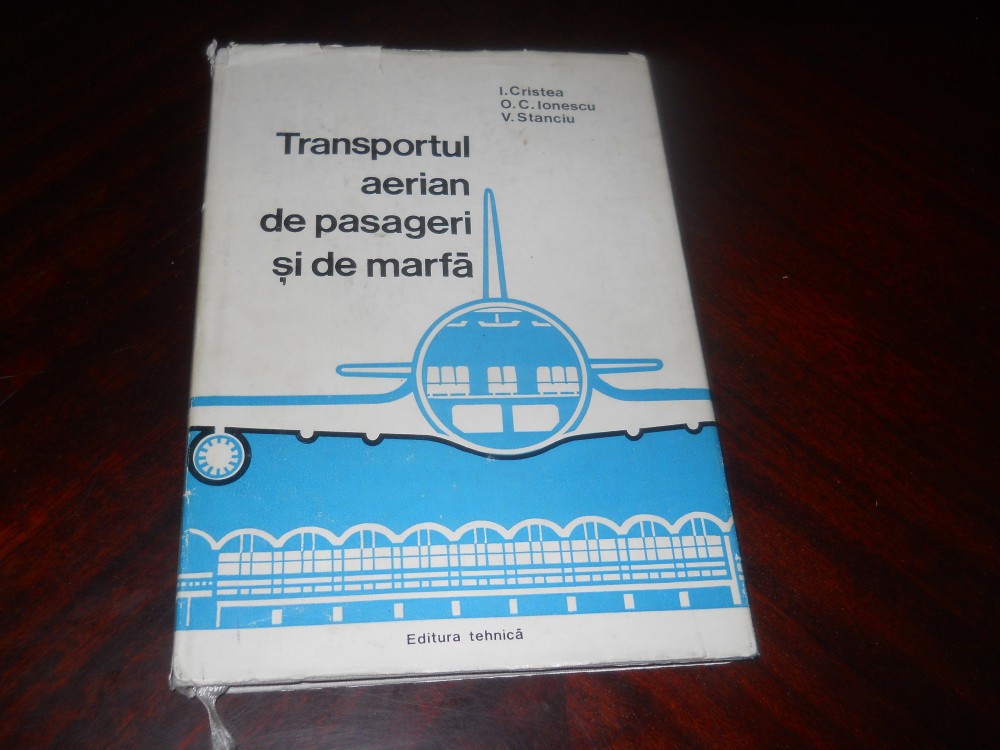 I. Cristea
O. C. Ionescu
V. Stanciu
Transportul
aerian
de pasageri
și de marfă
Editura tehnică